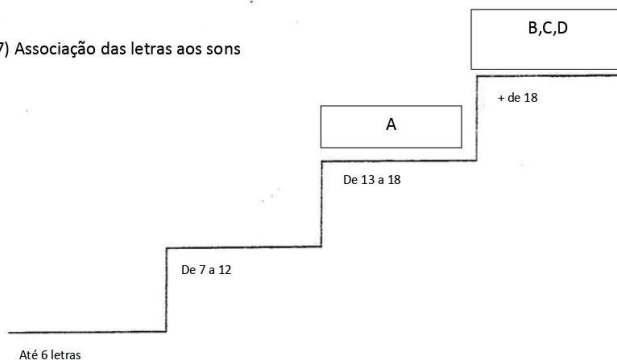 7) Associação das letras aos sons
B,C,D
+ de 18
A
De 13 a 18
De 7 a 12
Até 6 letras